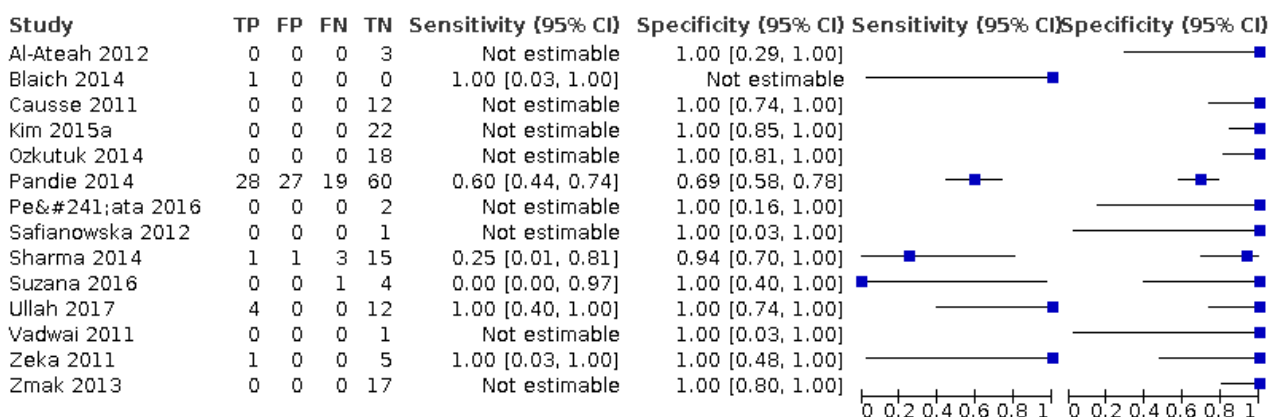 Study TP FP FN TN Sensitivity (95% CI) Specificity (95% CI) Sensitivity (95% CI) Specificity (95% CI)
Al-Ateah 2012 0 0 0 3 Not estimable 1.00 [0.29, 1.00]
Blaich 2014 1 0 0 0 1.00 [0.03, 1.00] Not estimable
Causse 2011 0 0 0 12 Not estimable 1.00 [0.74, 1.00]
Kim 2015a 0 0 0 22 Not estimable 1.00 [0.85, 1.00]
Ozkutuk 2014 0 0 0 18 Not estimable 1.00 [0.81, 1.00]
Pandie 2014 28 27 19 60 0.60 [0.44, 0.74] 0.69 [0.58, 0.78]
Pe&#241;ata 2016 0 0 0 2 Not estimable 1.00 [0.16, 1.00]
Safianowska 2012 0 0 0 1 Not estimable 1.00 [0.03, 1.00]
Sharma 2014 1 1 3 15 0.25 [0.01, 0.81] 0.94 [0.70, 1.00]
Suzana 2016 0 0 1 4 0.00 [0.00, 0.97] 1.00 [0.40, 1.00]
Ullah 2017 4 0 0 12 1.00 [0.40, 1.00] 1.00 [0.74, 1.00]
Vadwai 2011 0 0 0 1 Not estimable 1.00 [0.03, 1.00]
Zeka 2011 1 0 0 5 1.00 [0.03, 1.00] 1.00 [0.48, 1.00]
Zmak 2013 0 0 0 17 Not estimable 1.00 [0.80, 1.00]
0 0.2 0.4 0.6 0.8 1 0 0.2 0.4 0.6 0.8 1